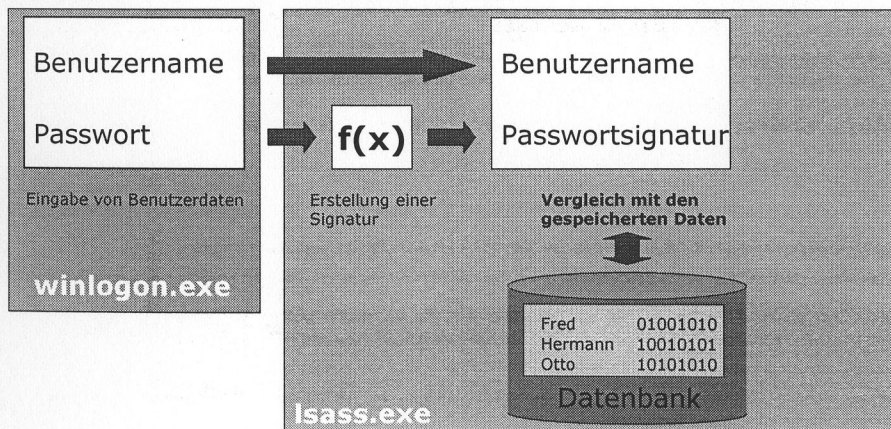 Benutzername
Passwort
Eingabe von Benutzerdaten
winlogon.exe
f(x)
Erstellung einer
Signatur
Benutzername
Passwortsignatur
Vergleich mit den
gespeicherten Daten
Fred 01001010
Hermann 10010101
Otto 10101010
Datenbank
lsass.exe